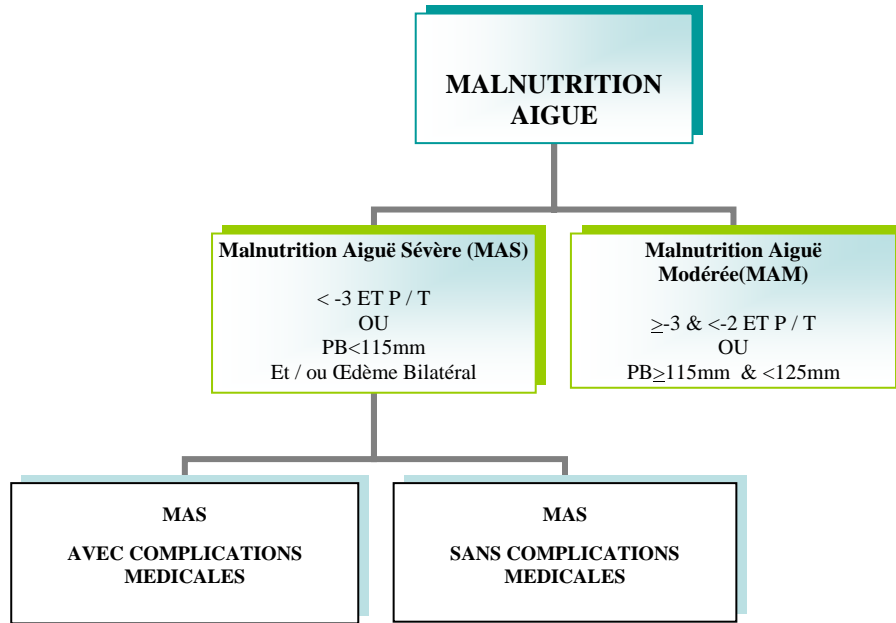 MALNUTRITION
AIGUE
Malnutrition Aiguë Sévère (MAS)
< -3 ET P / T
OU
PB<115mm
Et / ou Œdème Bilatéral
Malnutrition Aiguë
Modérée(MAM)
≥-3 & <-2 ET P / T
OU
PB≥115mm & <125mm
MAS
AVEC COMPLICATIONS
MEDICALES
MAS
SANS COMPLICATIONS
MEDICALES